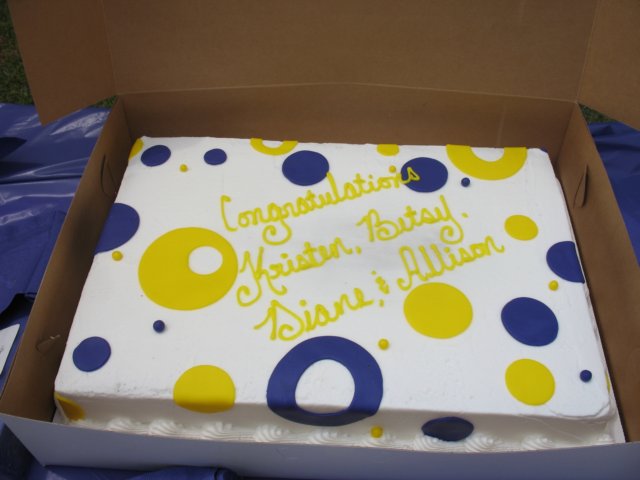 Congratulations
Kristen, Betsy.
Diane, & Allison